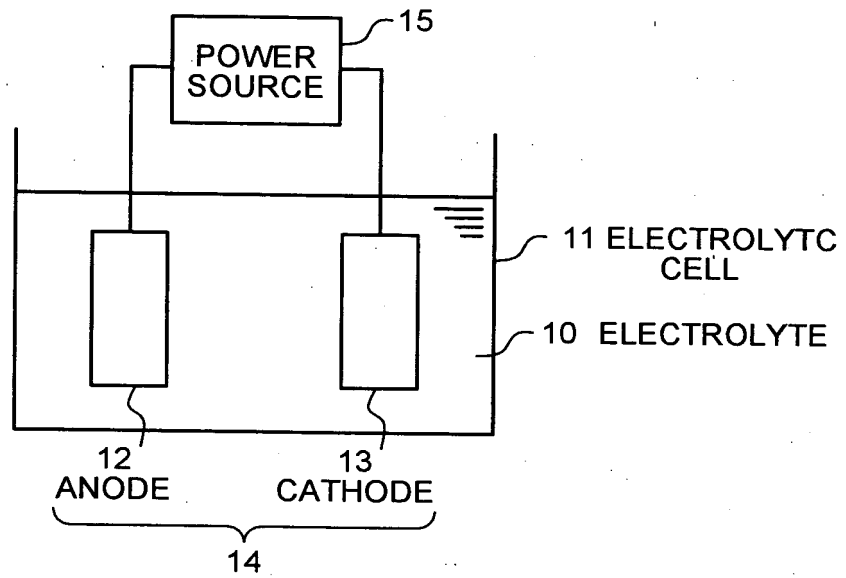 15
POWER
SOURCE
11 ELECTROLYTC
CELL
10 ELECTROLYTE
12
ANODE
13
CATHODE
14